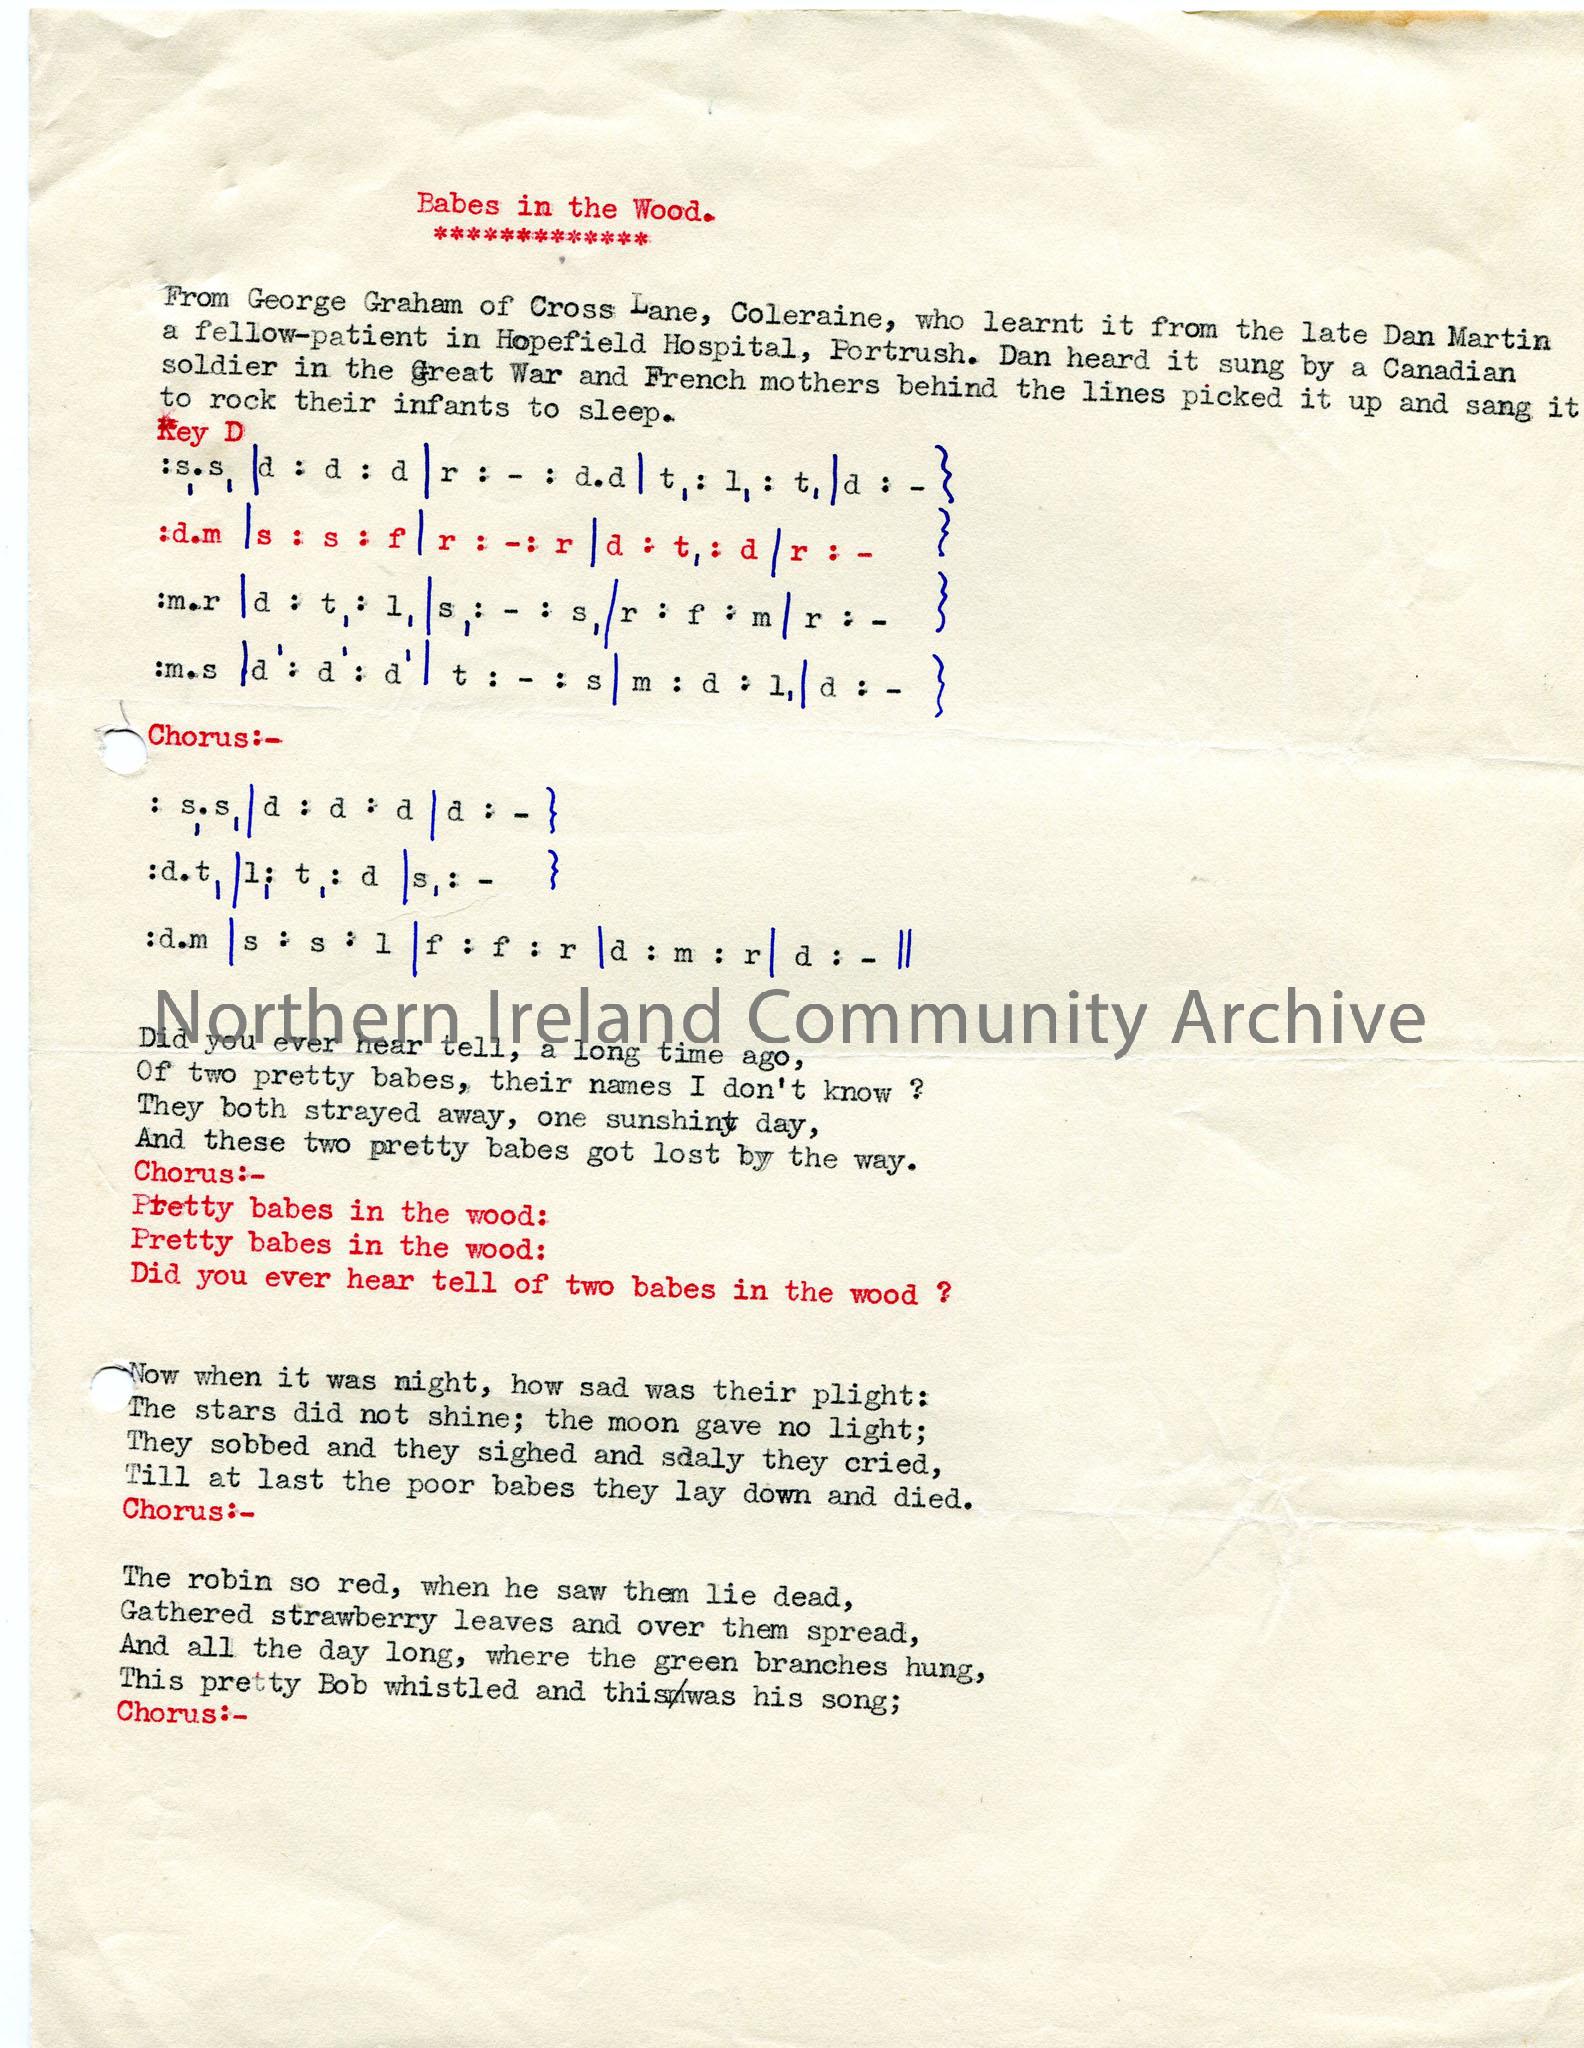 Babes in the Wood.
*************
From George Graham of Cross Lane, Coleraine, who learnt it from the late Dan Martin
a fellow-patient in Hopefield Hospital, Portrush. Dan heard it sung by a Canadian
soldier in the Great War and French mothers behind the lines picked it up and sang it
to rock their infants to sleep.
Key D
:s,.s, |d : d : d |r : - : d.d | t, : l, : t, |d : - }
:d.m |s : s : f | r : -: r |d : t, : d |r : - }
:m.r |d : t, : l, |s, : - : s, |r : f : m |r : - }
:m.s |d' : d' : d' | t : - : s | m : d : l, | d : - }
Chorus:-
: s,.s, |d : d : d |d : - }
:d.t, |l, : t, : d |s, : - }
:d.m |s : s : l |f : f : r |d : m : r | d : - ||
Northern Ireland Community Archive
Did you ever hear tell, a long time ago,
Of two pretty babes, their names I don't know ?
They both strayed away, one sunshiny day,
And these two pretty babes got lost by the way.
Chorus:-
Pretty babes in the wood:
Pretty babes in the wood:
Did you ever hear tell of two babes in the wood ?
Now when it was night, how sad was their plight:
The stars did not shine; the moon gave no light;
They sobbed and they sighed and sdaly they cried,
Till at last the poor babes they lay down and died.
Chorus:-
The robin so red, when he saw them lie dead,
Gathered strawberry leaves and over them spread,
And all the day long, where the green branches hung,
This pretty Bob whistled and this was his song;
Chorus:-